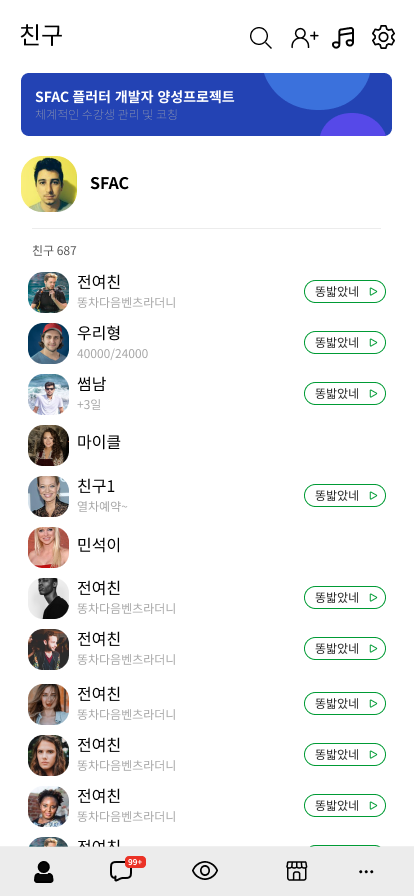 친구
SFAC 플러터 개발자 양성프로젝트
체계적인 수강생 관리 및 코칭
SFAC
친구 687
전여친
똥차다음벤츠라더니
똥밟았네
우리형
40000/24000
똥밟았네
썸남
+3일
똥밟았네
마이클
친구1
열차예약~
똥밟았네
민석이
전여친
똥차다음벤츠라더니
똥밟았네
전여친
똥차다음벤츠라더니
똥밟았네
전여친
똥차다음벤츠라더니
똥밟았네
전여친
똥차다음벤츠라더니
똥밟았네
전여친
똥차다음벤츠라더니
똥밟았네
전여친
99+